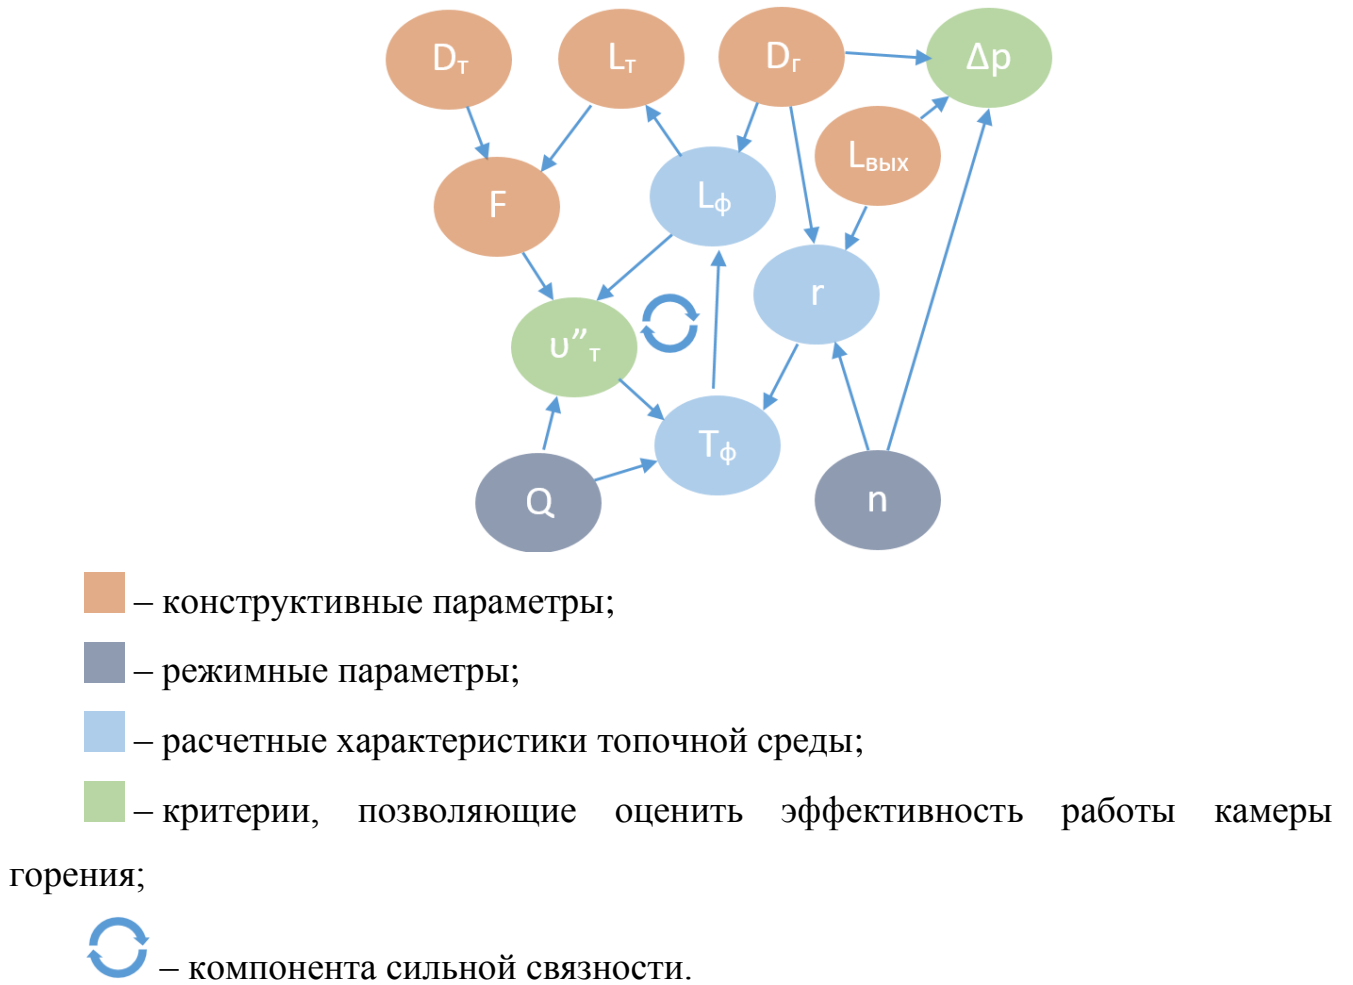 Dт Lт Dг Δp
Lвых
F Lф
r
υ”т
Tф
Q n
– конструктивные параметры;
– режимные параметры;
– расчетные характеристики топочной среды;
– критерии, позволяющие оценить эффективность работы камеры
горения;
– компонента сильной связности.